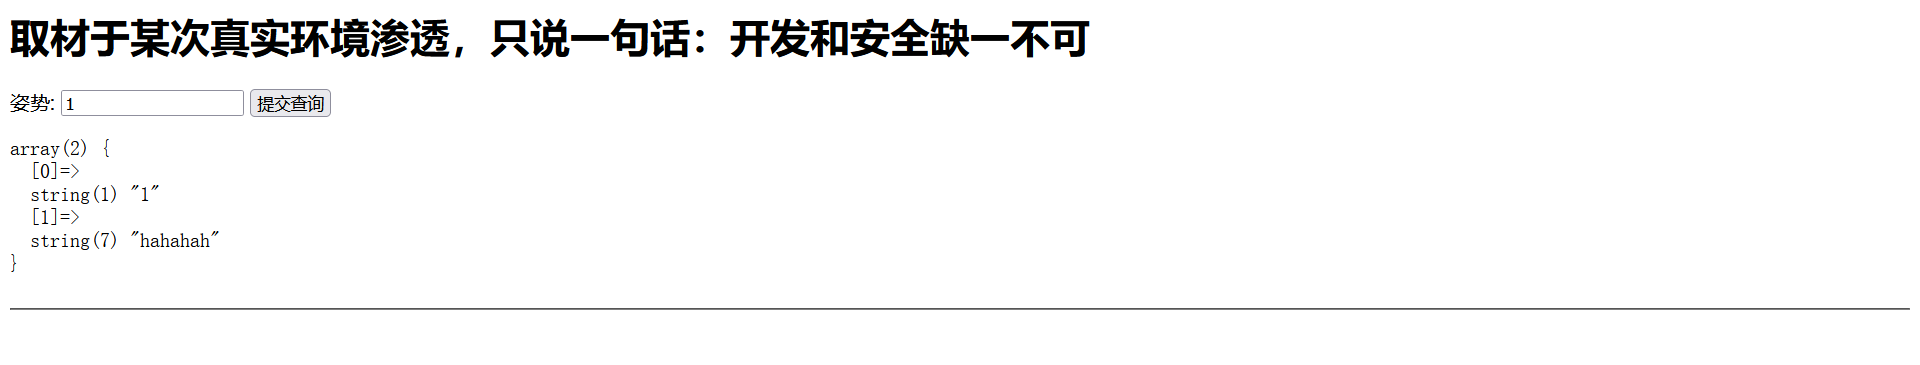 取材于某次真实环境渗透，只说一句话：开发和安全缺一不可
姿势: 1 提交查询
array(2) {
  [0]=>
  string(1) "1"
  [1]=>
  string(7) "hahahah"
}